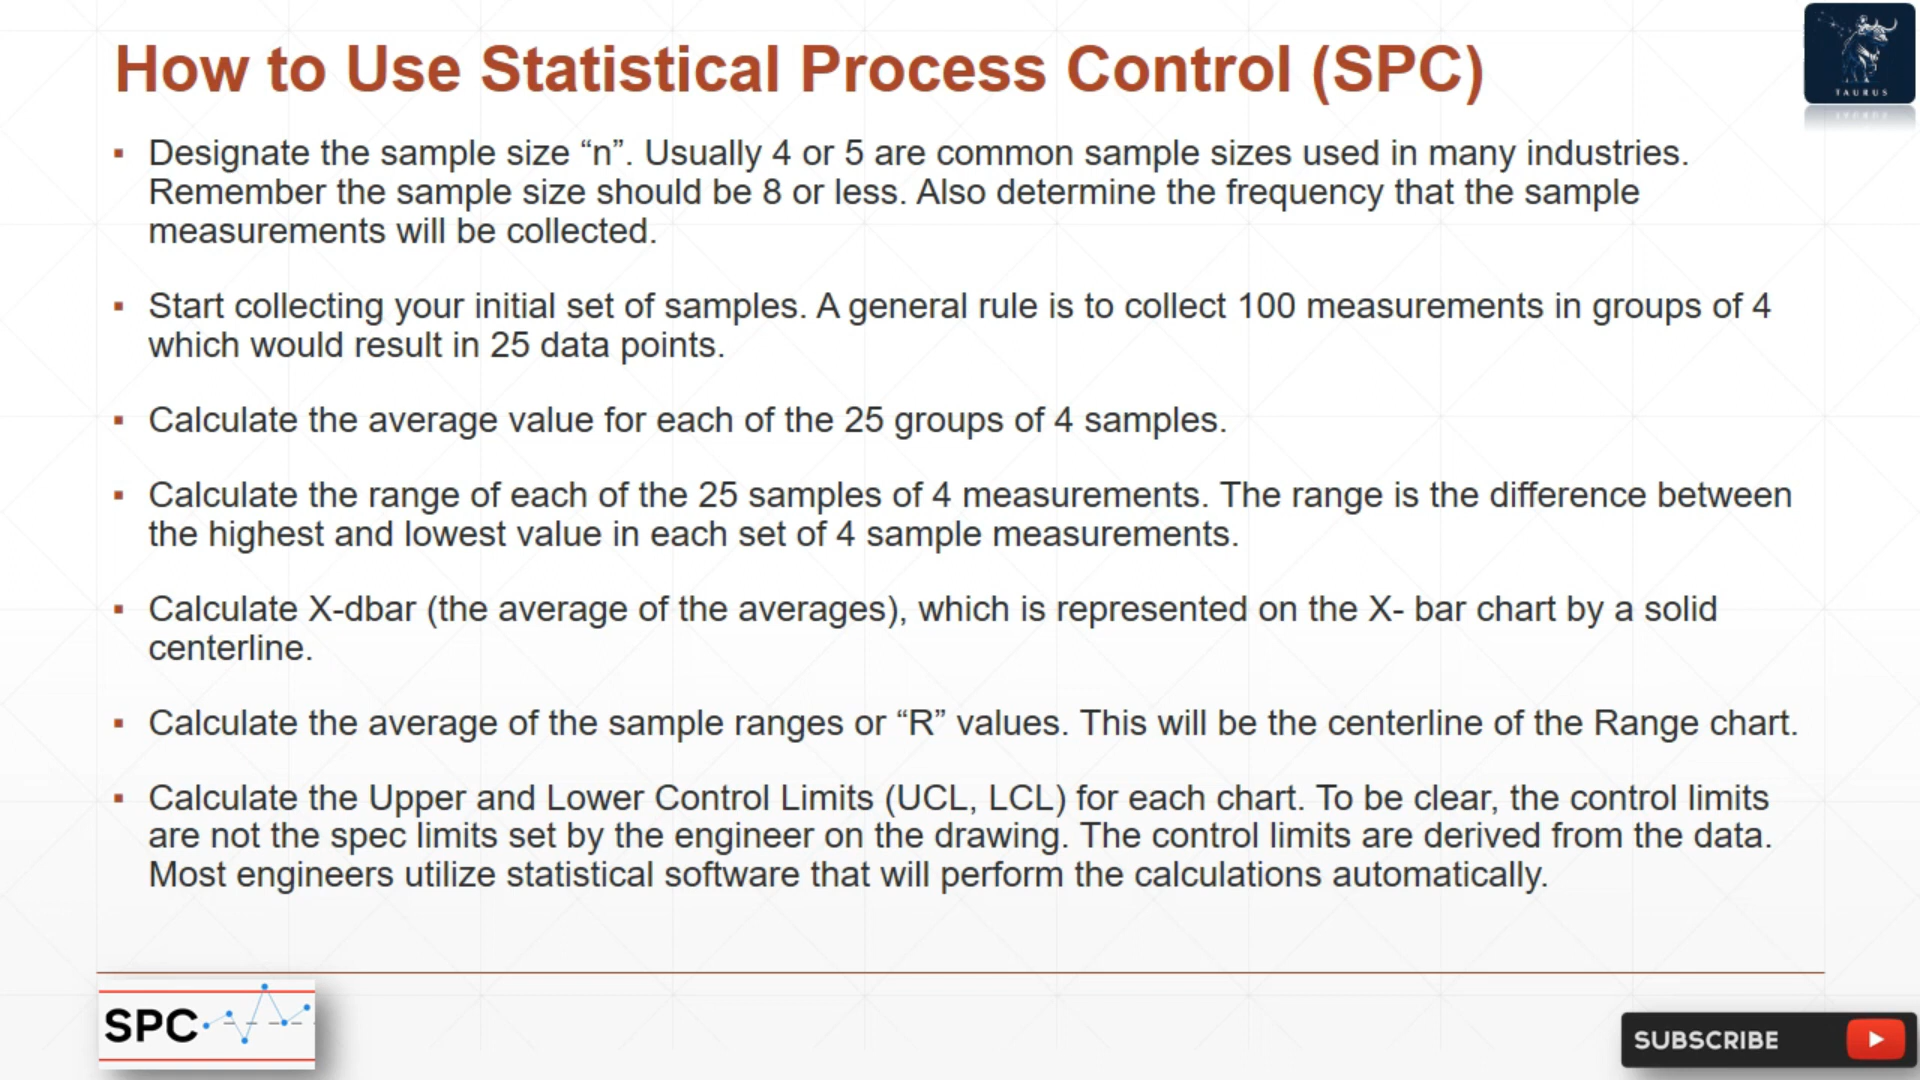 How to Use Statistical Process Control (SPC)
TAURUS
▪ Designate the sample size “n”. Usually 4 or 5 are common sample sizes used in many industries.
Remember the sample size should be 8 or less. Also determine the frequency that the sample
measurements will be collected.
▪ Start collecting your initial set of samples. A general rule is to collect 100 measurements in groups of 4
which would result in 25 data points.
▪ Calculate the average value for each of the 25 groups of 4 samples.
▪ Calculate the range of each of the 25 samples of 4 measurements. The range is the difference between
the highest and lowest value in each set of 4 sample measurements.
▪ Calculate X-dbar (the average of the averages), which is represented on the X- bar chart by a solid
centerline.
▪ Calculate the average of the sample ranges or “R” values. This will be the centerline of the Range chart.
▪ Calculate the Upper and Lower Control Limits (UCL, LCL) for each chart. To be clear, the control limits
are not the spec limits set by the engineer on the drawing. The control limits are derived from the data.
Most engineers utilize statistical software that will perform the calculations automatically.
SPC
SUBSCRIBE